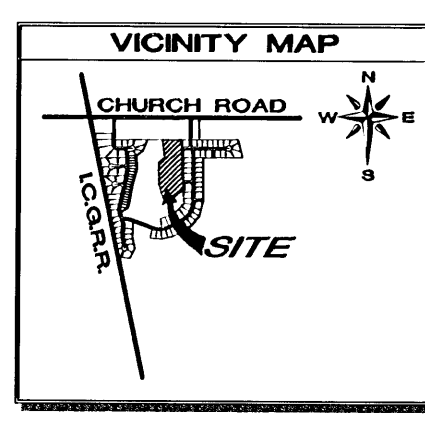 VICINITY MAP
N
CHURCH ROAD
W E
S
I.C.G.R.R.
SITE